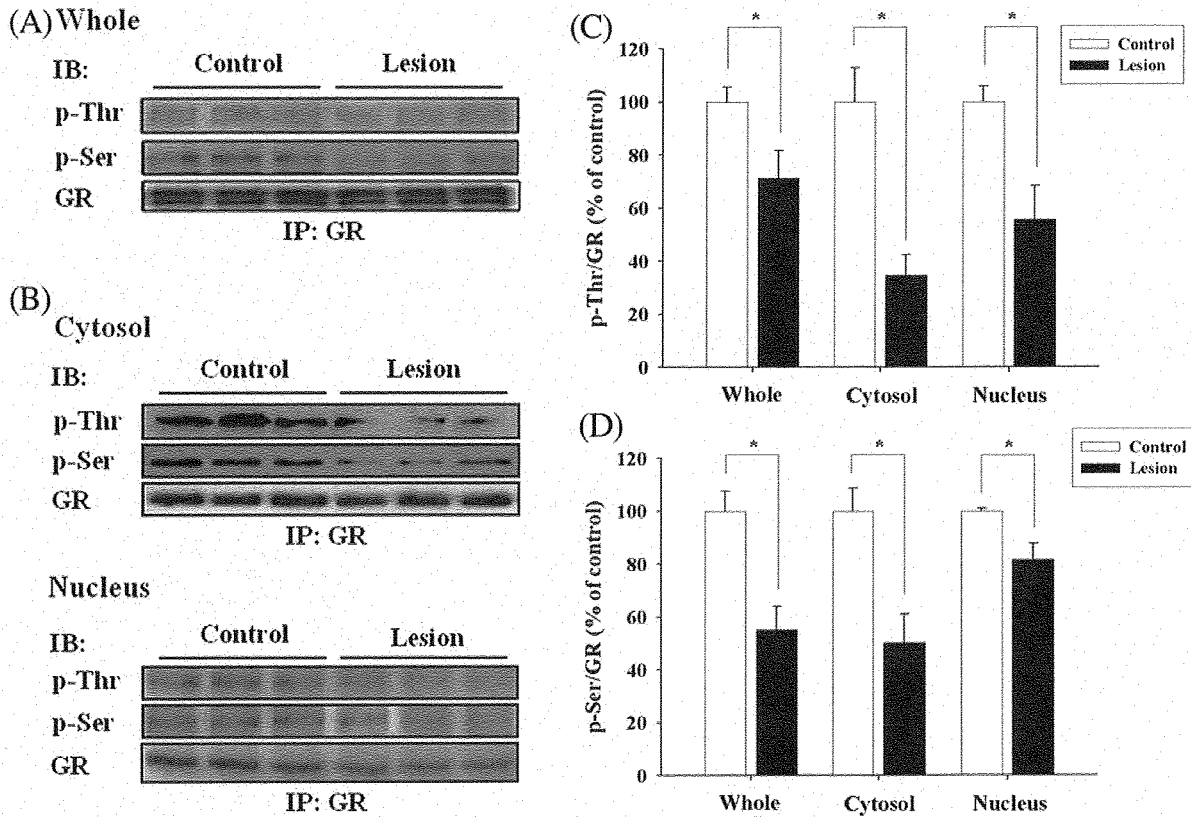 (A) Whole
IB: Control Lesion
p-Thr
p-Ser
GR
IP: GR
(B)
Cytosol
IB: Control Lesion
p-Thr
p-Ser
GR
IP: GR
Nucleus
IB: Control Lesion
p-Thr
p-Ser
GR
IP: GR
(C)
* * *
Control
Lesion
p-Thr/GR (% of control)
120
100
80
60
40
20
0
Whole Cytosol Nucleus
(D)
* * *
Control
Lesion
p-Ser/GR (% of control)
120
100
80
60
40
20
0
Whole Cytosol Nucleus